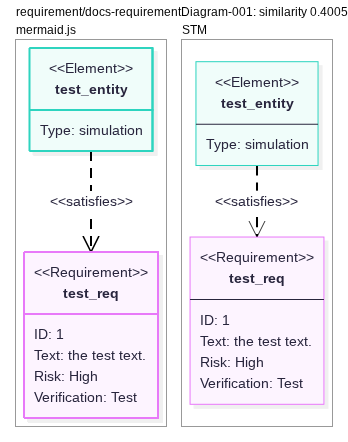 requirement/docs-requirementDiagram-001: similarity 0.4005
mermaid.js
<<Element>>
test_entity
Type: simulation
<<satisfies>>
<<Requirement>>
test_req
ID: 1
Text: the test text.
Risk: High
Verification: Test
STM
<<Element>>
test_entity
Type: simulation
<<satisfies>>
<<Requirement>>
test_req
ID: 1
Text: the test text.
Risk: High
Verification: Test